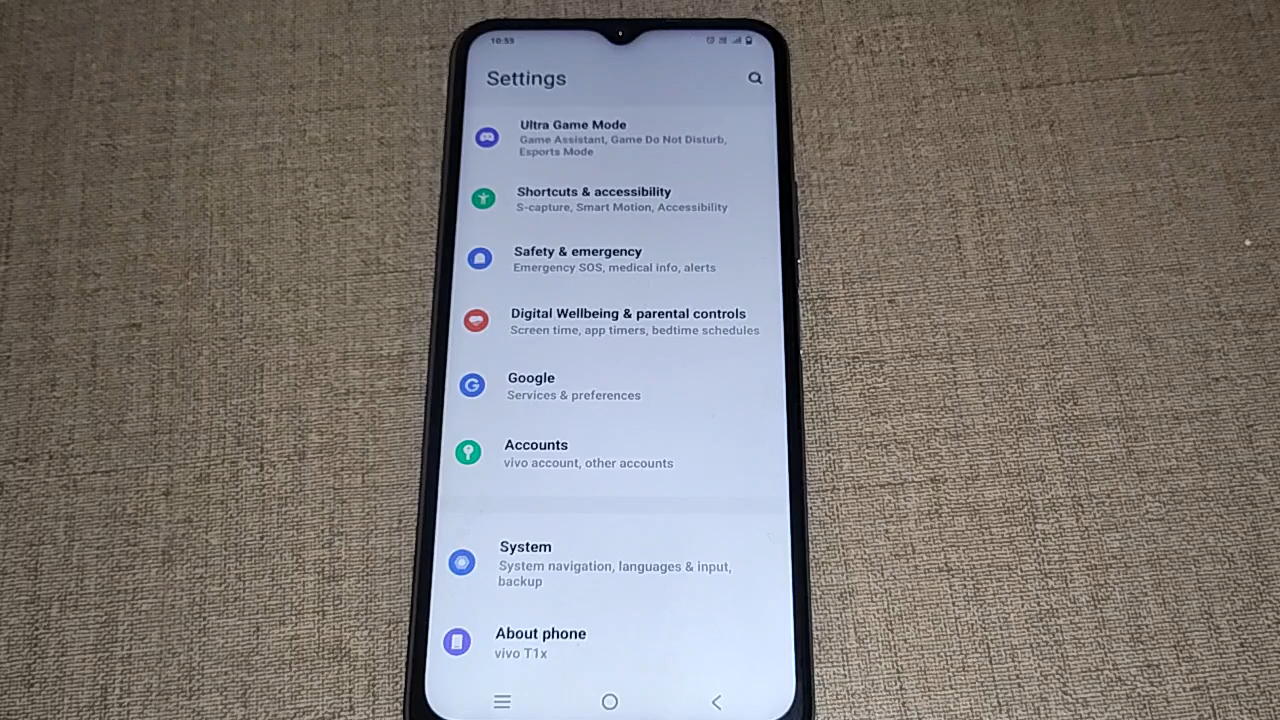 10:55
Settings
Ultra Game Mode
Game Assistant, Game Do Not Disturb,
Esports Mode
Shortcuts & accessibility
S-capture, Smart Motion, Accessibility
Safety & emergency
Emergency SOS, medical info, alerts
Digital Wellbeing & parental controls
Screen time, app timers, bedtime schedules
Google
Services & preferences
Accounts
vivo account, other accounts
System
System navigation, languages & input,
backup
About phone
vivo T1x